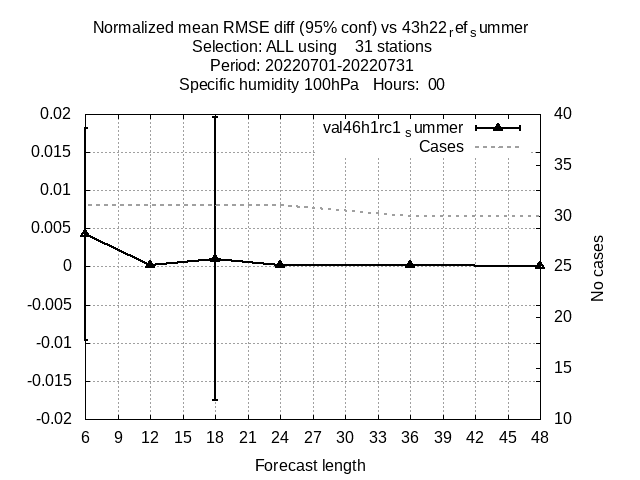 Normalized mean RMSE diff (95% conf) vs 43h22refsummer
Selection: ALL using 31 stations
Period: 20220701-20220731
Specific humidity 100hPa Hours: 00
val46h1rc1summer
Cases
0.02
0.015
0.01
0.005
0
-0.005
-0.01
-0.015
-0.02
40
35
30
25
20
15
10
No cases
6 9 12 15 18 21 24 27 30 33 36 39 42 45 48
Forecast length